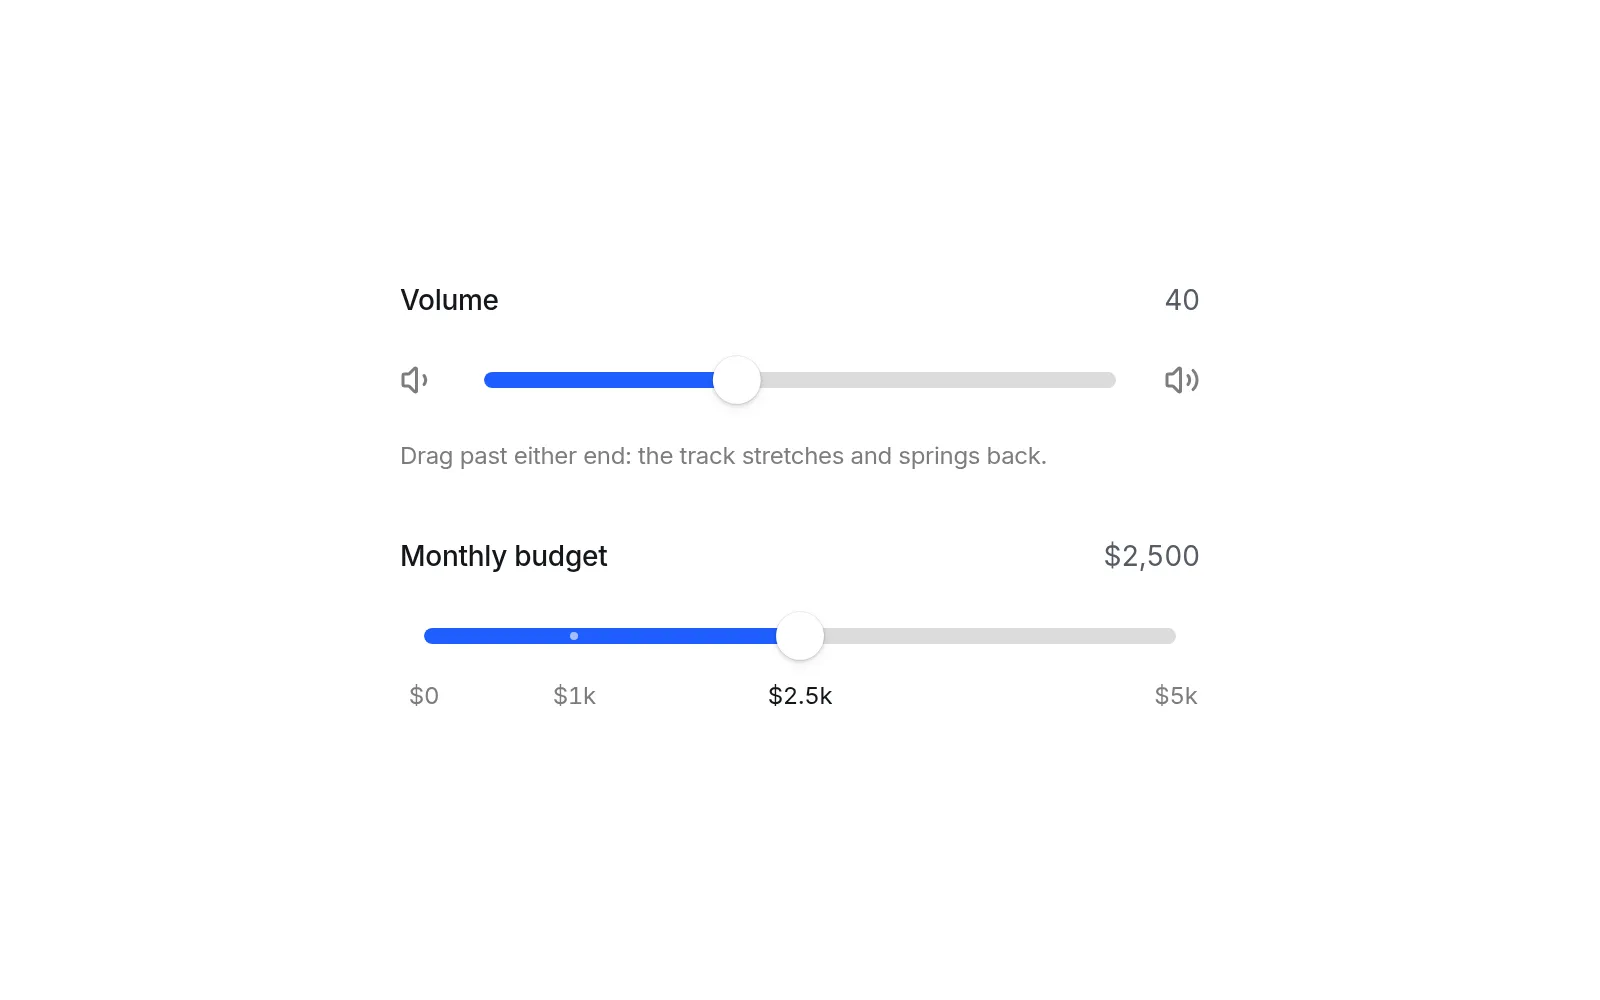 Volume 40
Drag past either end: the track stretches and springs back.
Monthly budget $2,500
$0 $1k $2.5k $5k